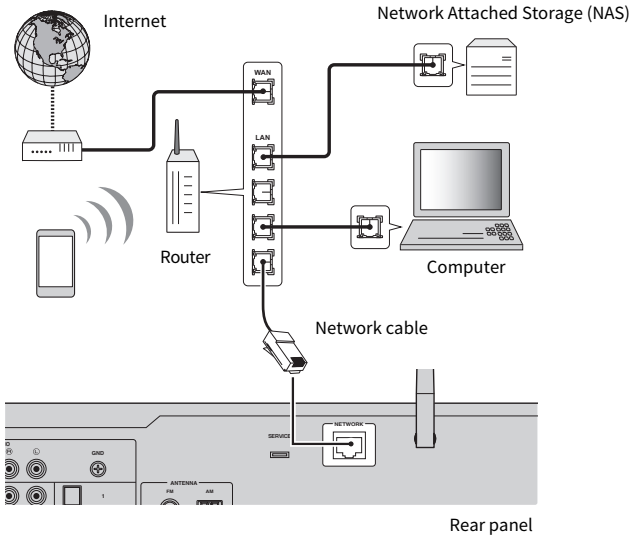 Internet
Network Attached Storage (NAS)
WAN
LAN
Router
Computer
Network cable
NETWORK
SERVICE
R
L
GND
1
ANTENNA
FM
AM
Rear panel